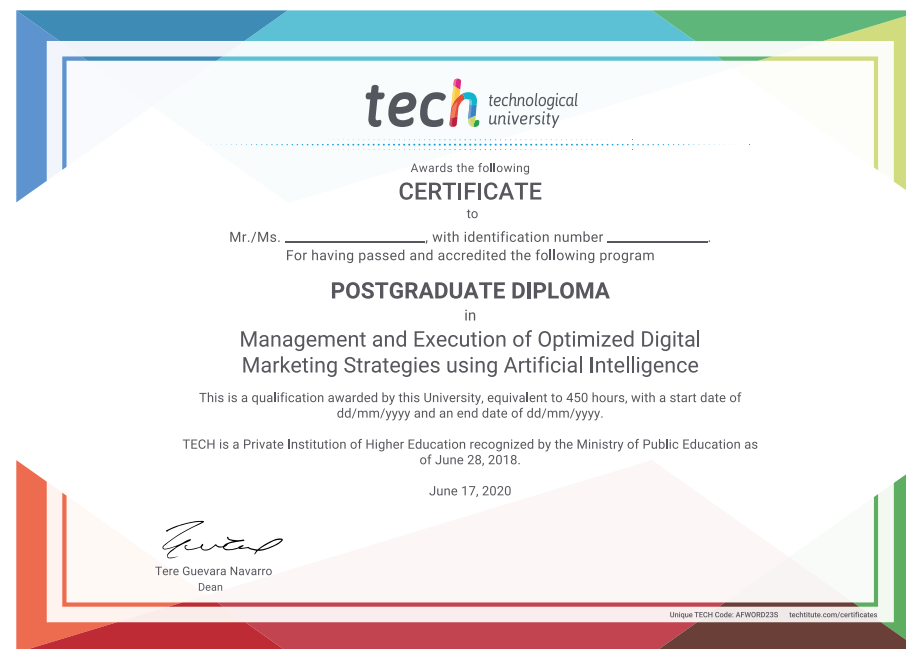 tech technological
university
Awards the following
CERTIFICATE
to
Mr./Ms. ____________________, with identification number ______________.
For having passed and accredited the following program
POSTGRADUATE DIPLOMA
in
Management and Execution of Optimized Digital
Marketing Strategies using Artificial Intelligence
This is a qualification awarded by this University, equivalent to 450 hours, with a start date of
dd/mm/yyyy and an end date of dd/mm/yyyy.
TECH is a Private Institution of Higher Education recognized by the Ministry of Public Education as
of June 28, 2018.
June 17, 2020
Tere Guevara Navarro
Dean
Unique TECH Code: AFWORD23S techtitute.com/certificates